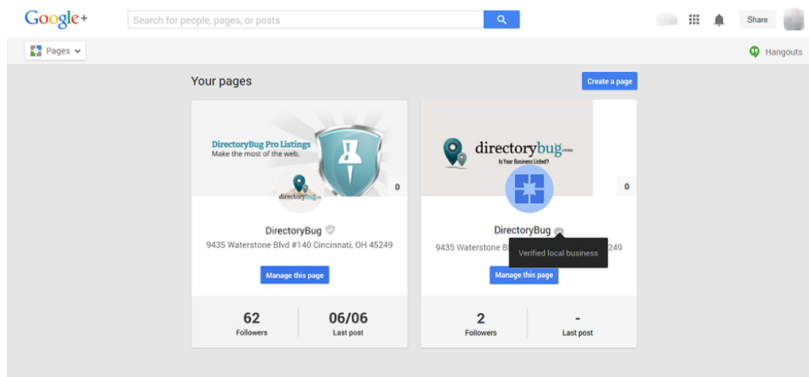 Google+
Search for people, pages, or posts
Share
Pages
Hangouts
Your pages
Create a page
DirectoryBug Pro Listings
Make the most of the web.
directorybug
0
DirectoryBug
9435 Waterstone Blvd #140 Cincinnati, OH 45249
Manage this page
62
Followers
06/06
Last post
directorybug.com
Is Your Business Listed?
0
DirectoryBug
9435 Waterstone B
249
Verified local business
Manage this page
2
Followers
-
Last post